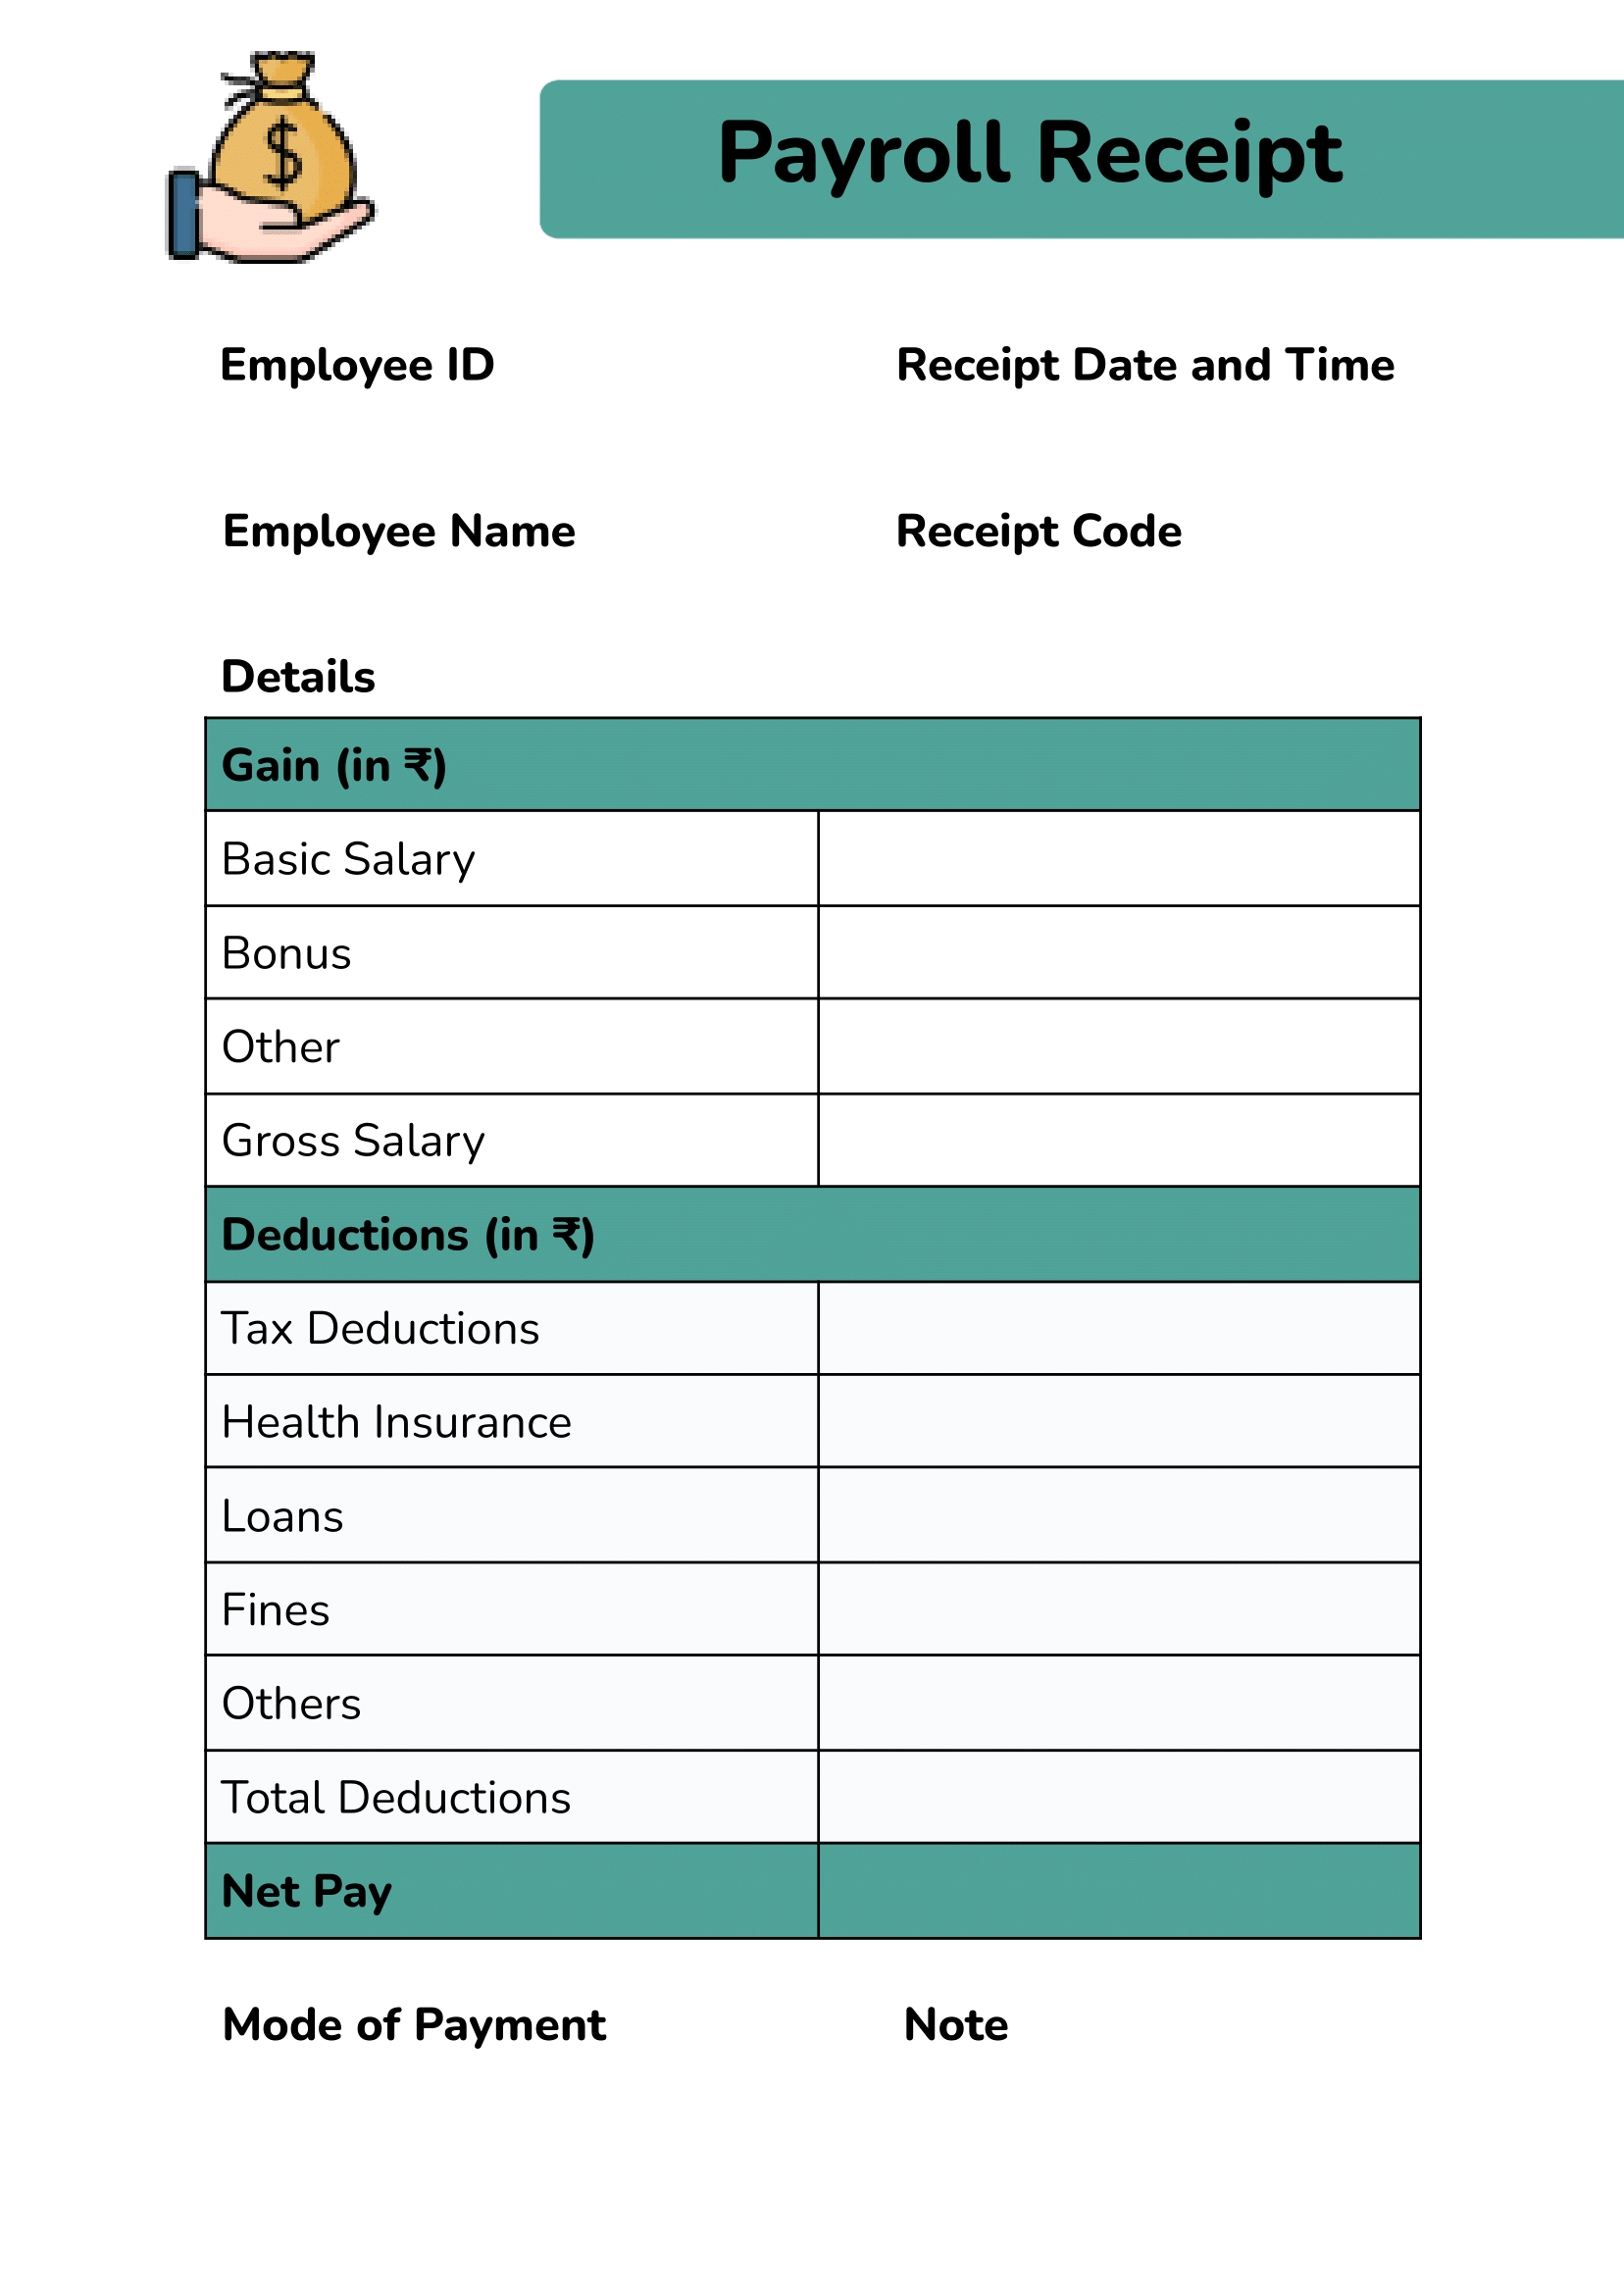 $
Payroll Receipt
Employee ID
Receipt Date and Time
Employee Name
Receipt Code
Details
Gain (in ₹)
Basic Salary
Bonus
Other
Gross Salary
Deductions (in ₹)
Tax Deductions
Health Insurance
Loans
Fines
Others
Total Deductions
Net Pay
Mode of Payment
Note